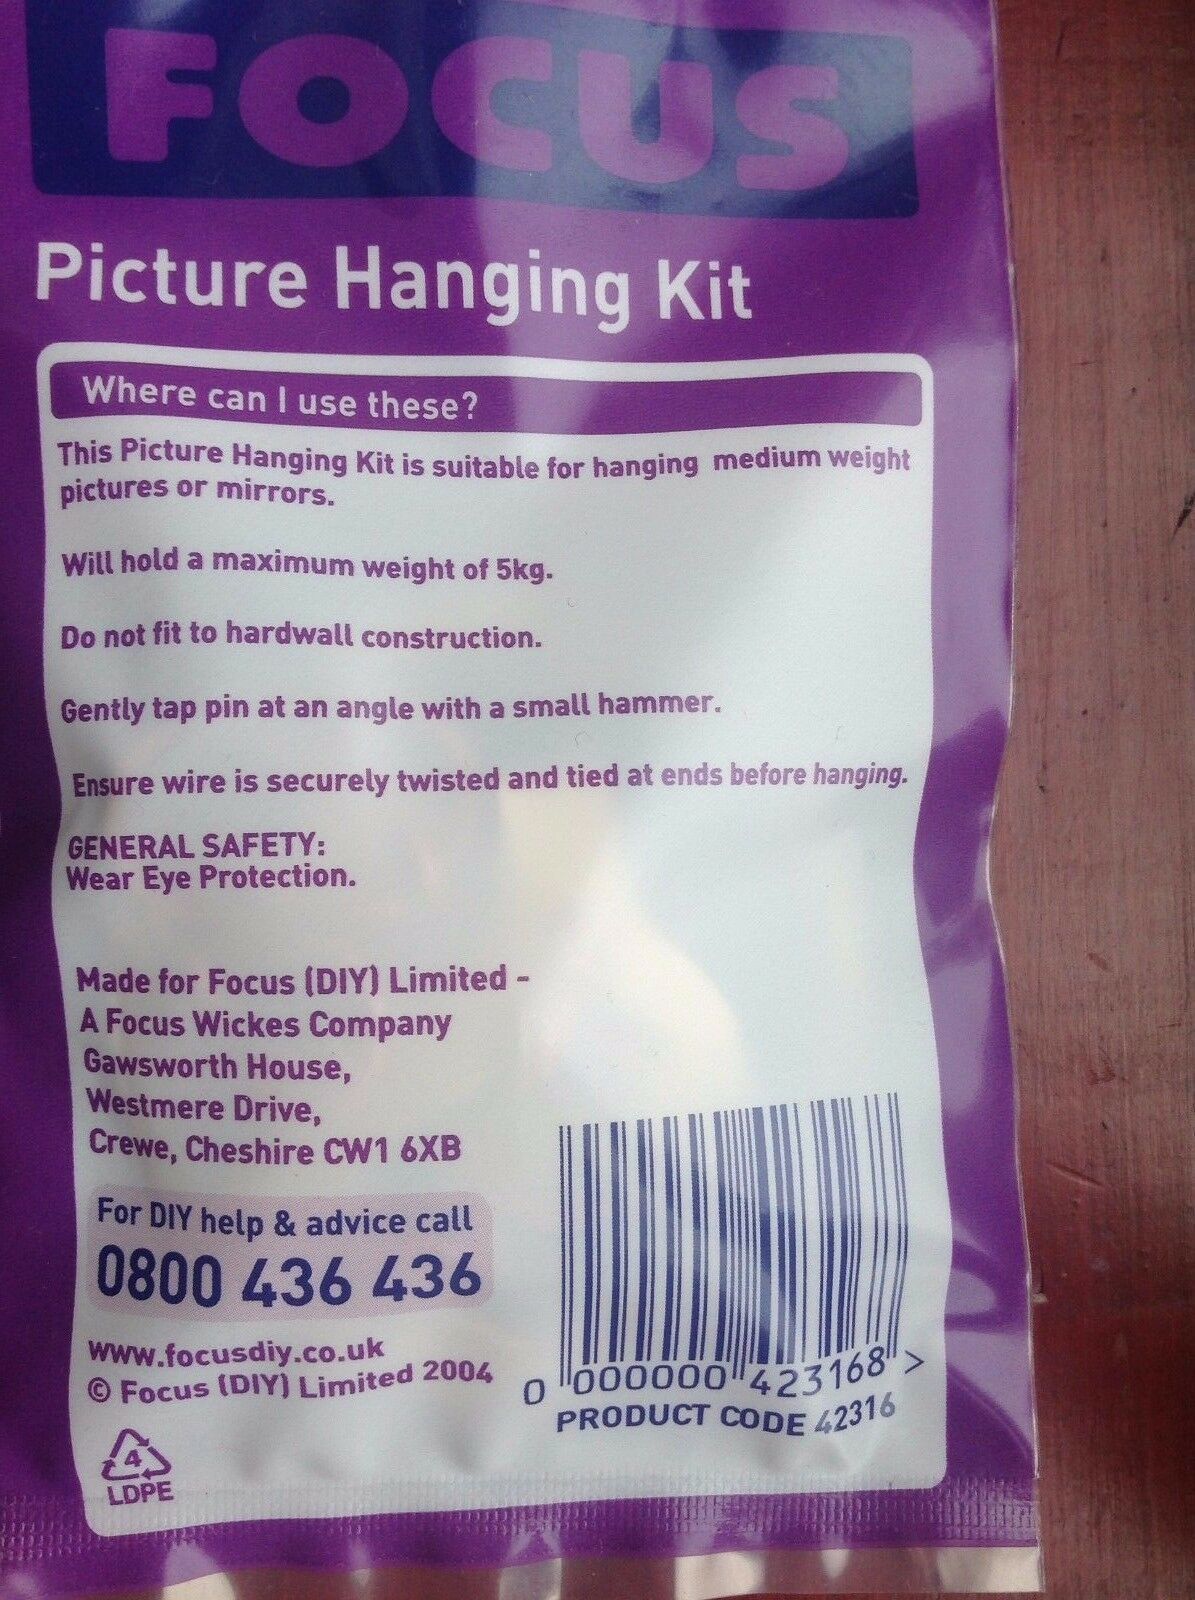 FOCUS
Picture Hanging Kit
Where can I use these?
This Picture Hanging Kit is suitable for hanging medium weight
pictures or mirrors.
Will hold a maximum weight of 5kg.
Do not fit to hardwall construction.
Gently tap pin at an angle with a small hammer.
Ensure wire is securely twisted and tied at ends before hanging.
GENERAL SAFETY:
Wear Eye Protection.
Made for Focus (DIY) Limited -
A Focus Wickes Company
Gawsworth House,
Westmere Drive,
Crewe, Cheshire CW1 6XB
For DIY help & advice call
0800 436 436
www.focusdiy.co.uk
© Focus (DIY) Limited 2004
0 000000 423168 >
PRODUCT CODE 42316
4
LDPE